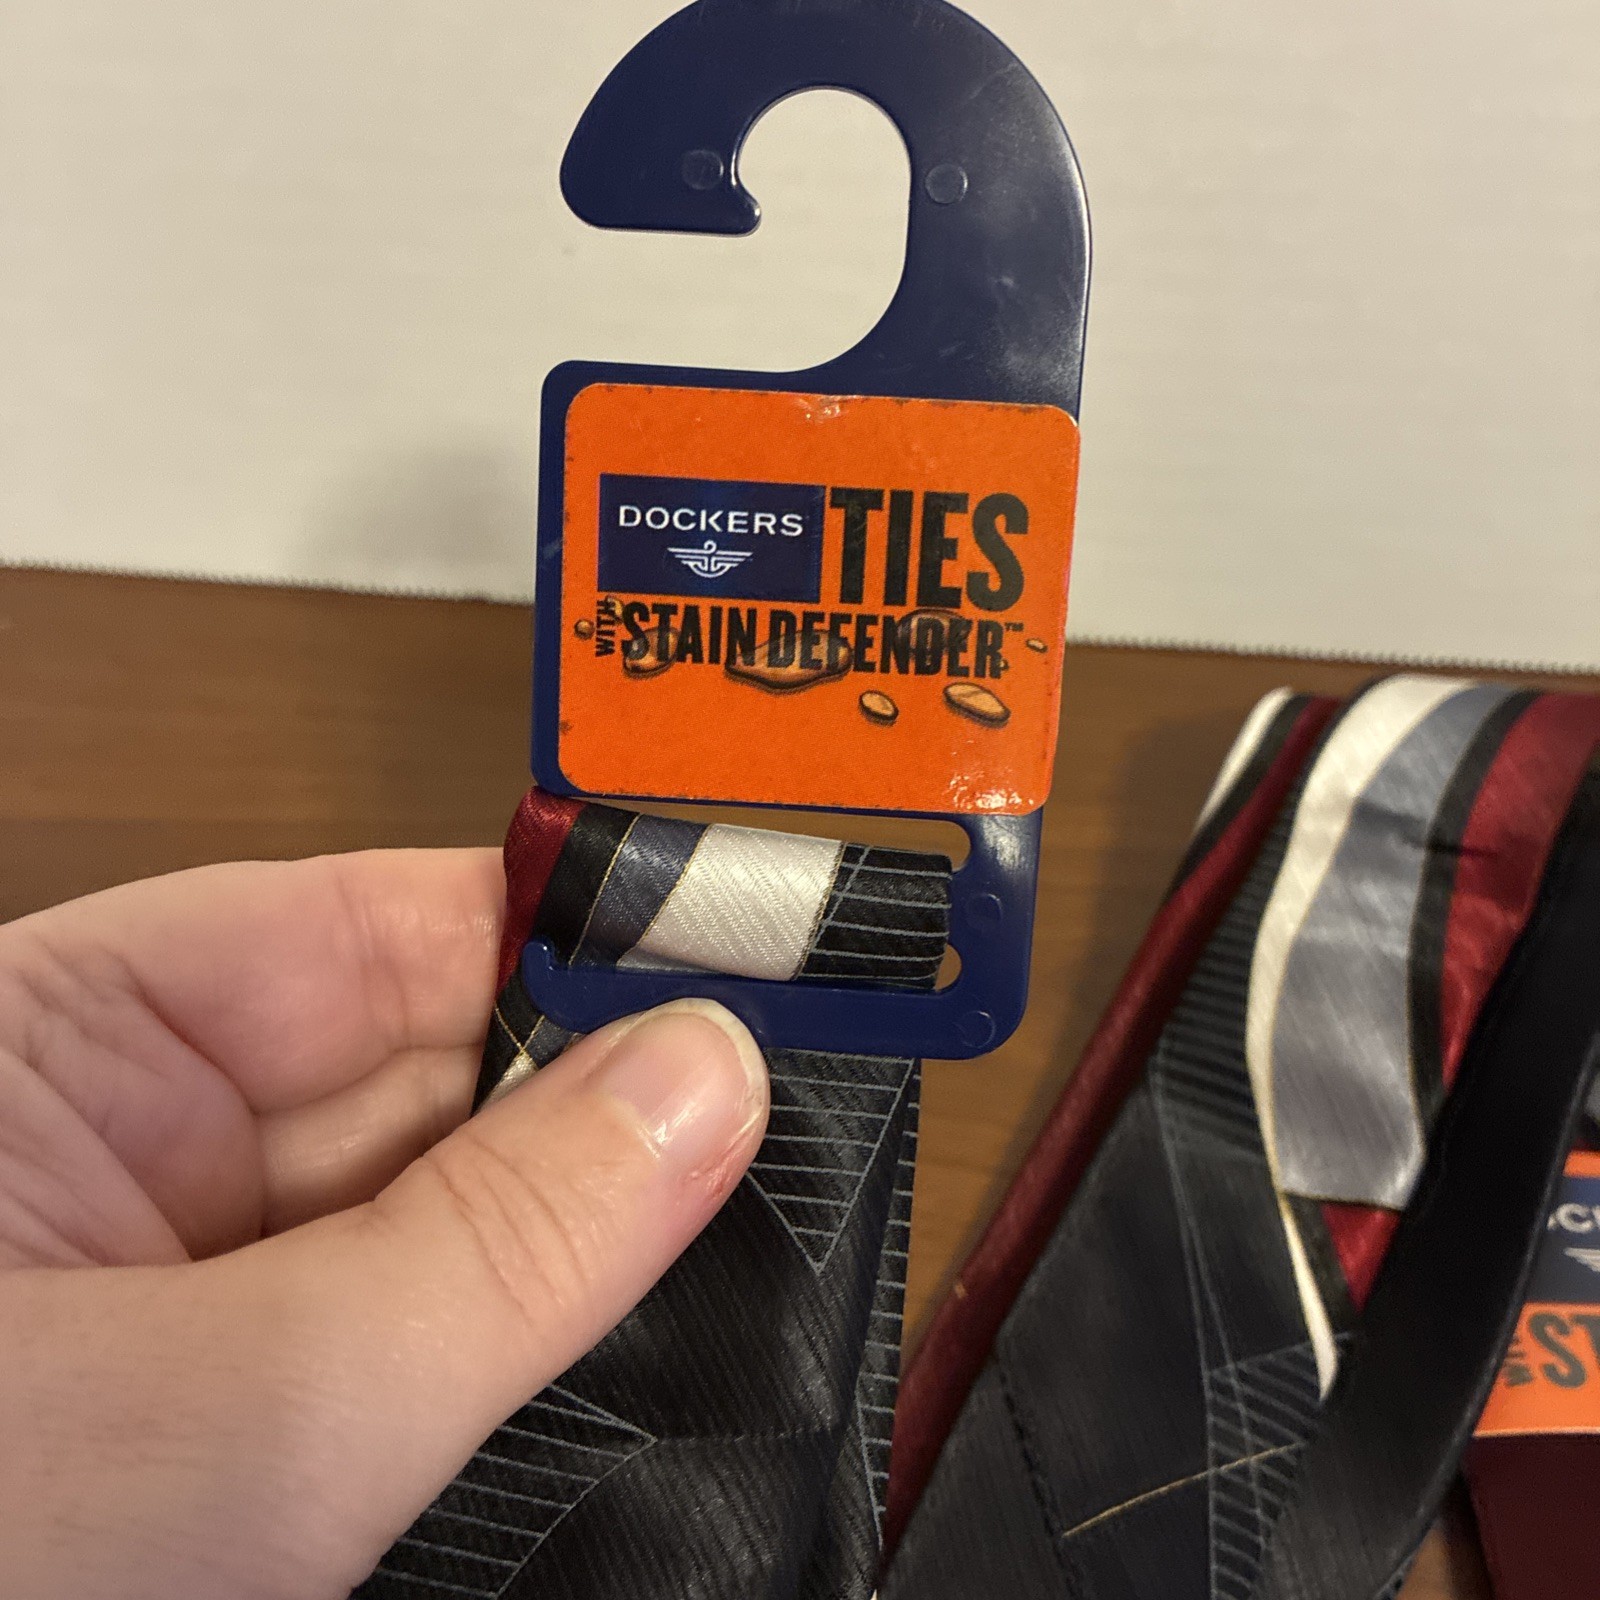 DOCKERS TIES
WITH STAIN DEFENDER™